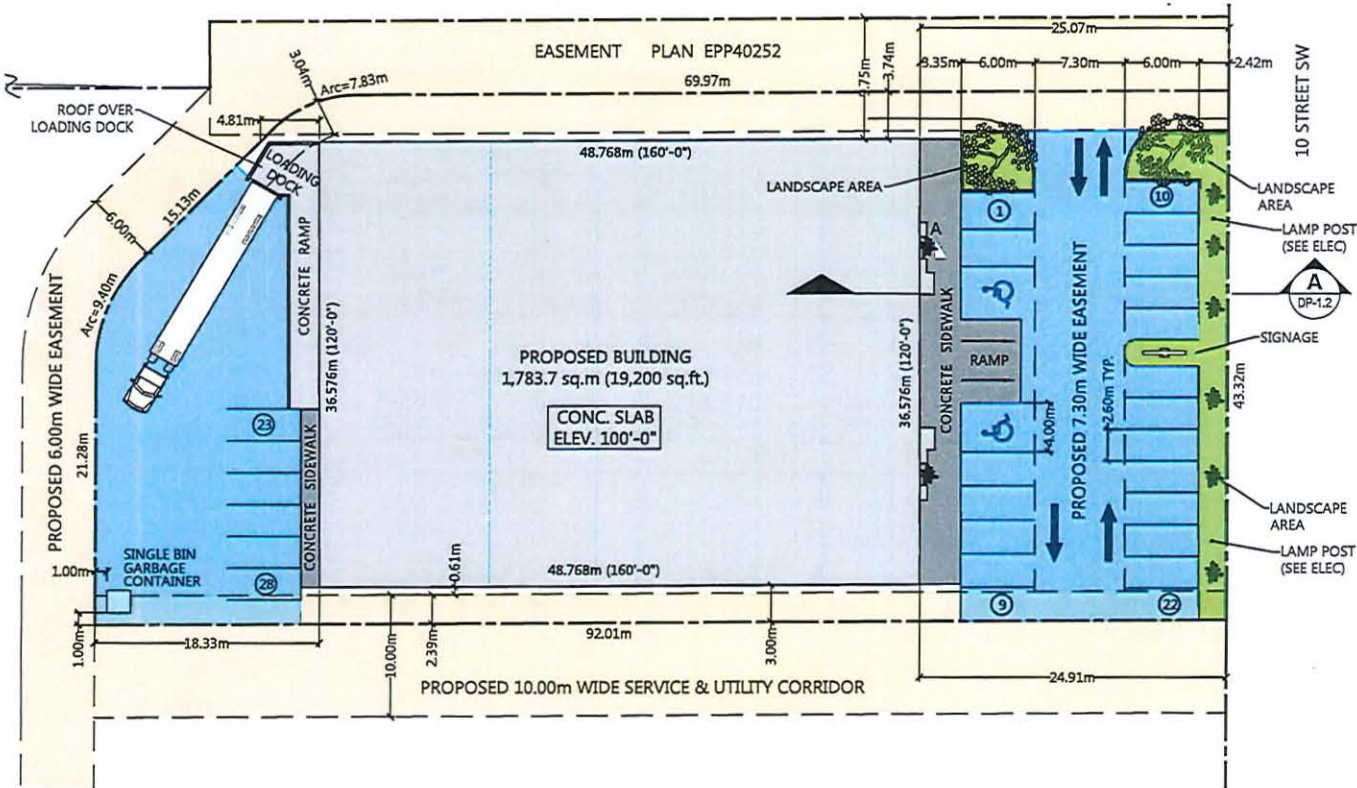 EASEMENT PLAN EPP40252
69.97m
Arc=7.83m
3.04m
4.81m
ROOF OVER
LOADING DOCK
LOADING
DOCK
15.13m
6.00m
Arc=9.40m
PROPOSED 6.00m WIDE EASEMENT
21.28m
CONCRETE RAMP
36.576m (120'-0")
48.768m (160'-0")
PROPOSED BUILDING
1,783.7 sq.m (19,200 sq.ft.)
CONC. SLAB
ELEV. 100'-0"
23
CONCRETE SIDEWALK
28
SINGLE BIN
GARBAGE
CONTAINER
1.00m
1.00m
18.33m
10.00m
2.39m
0.61m
48.768m (160'-0")
92.01m
3.00m
PROPOSED 10.00m WIDE SERVICE & UTILITY CORRIDOR
3.74m
25.07m
3.35m
6.00m
7.30m
6.00m
2.42m
10 STREET SW
LANDSCAPE AREA
1
10
LANDSCAPE
AREA
LAMP POST
(SEE ELEC)
A
A
DP-1.2
SIGNAGE
43.32m
36.576m (120'-0")
CONCRETE SIDEWALK
RAMP
PROPOSED 7.30m WIDE EASEMENT
4.00m
2.60m TYP.
LANDSCAPE
AREA
LAMP POST
(SEE ELEC)
9
22
24.91m